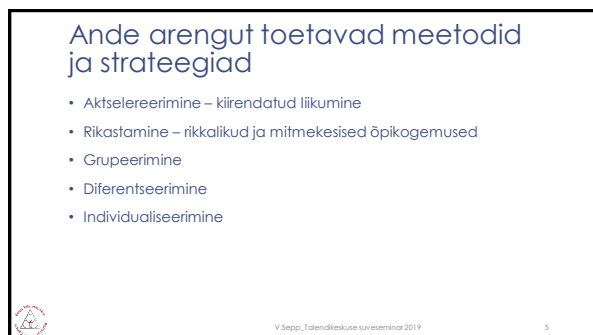 Ande arengut toetavad meetodid
ja strateegiad
• Aktselereerimine – kiirendatud liikumine
• Rikastamine – rikkalikud ja mitmekesised õpikogemused
• Grupeerimine
• Diferentseerimine
• Individualiseerimine
V.Sepp_Talendikeskuse suveseminar 2019
5